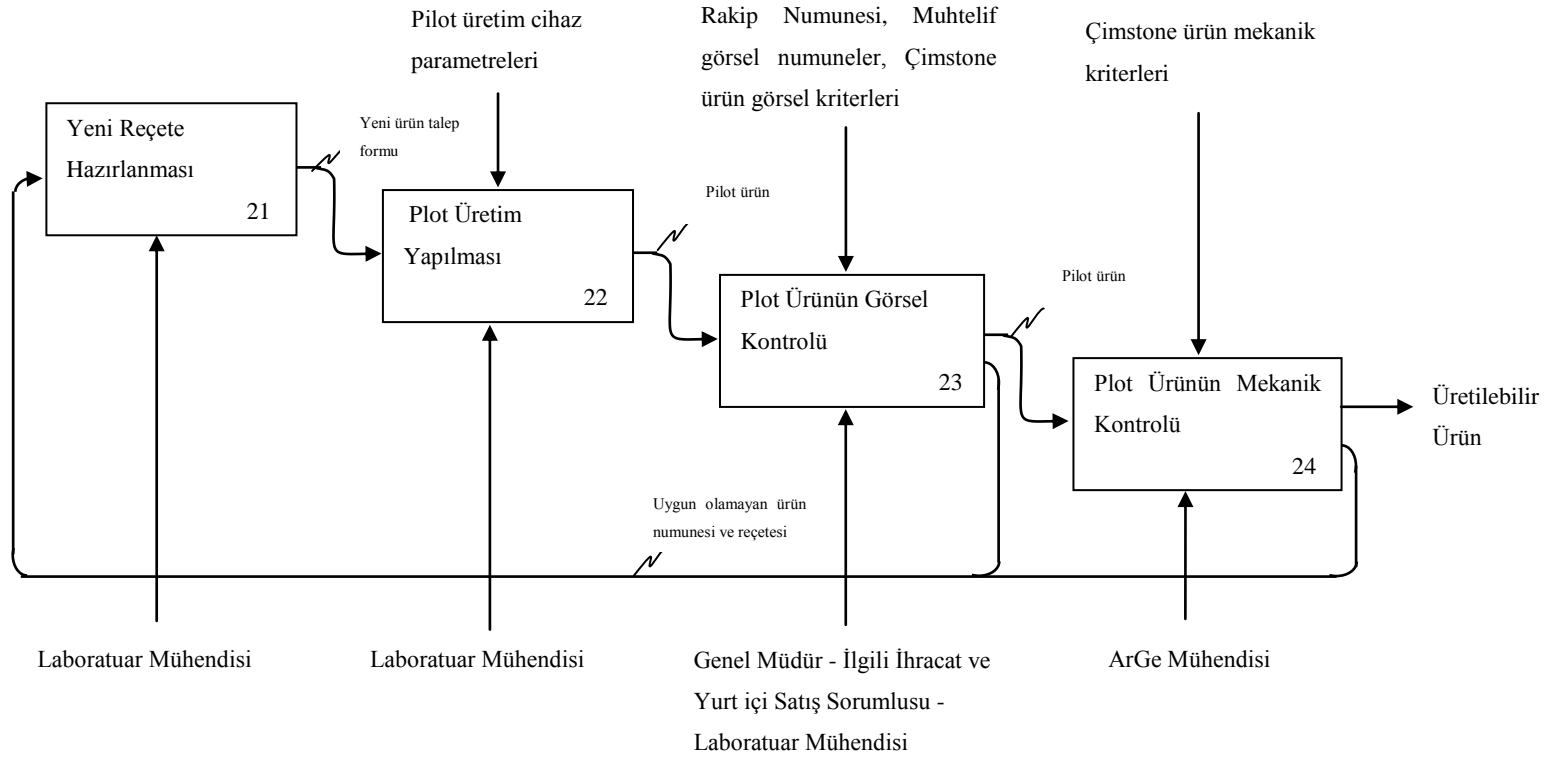 Pilot üretim cihaz
parametreleri
Rakip Numunesi, Muhtelif
görsel numuneler, Çimstone
ürün görsel kriterleri
Çimstone ürün mekanik
kriterleri
Yeni Reçete
Hazırlanması
21
Yeni ürün talep
formu
Plot Üretim
Yapılması
22
Pilot ürün
Plot Ürünün Görsel
Kontrolü
23
Pilot ürün
Plot Ürünün Mekanik
Kontrolü
24
Üretilebilir
Ürün
Uygun olamayan ürün
numunesi ve reçetesi
Laboratuar Mühendisi
Laboratuar Mühendisi
Genel Müdür - İlgili İhracat ve
Yurt içi Satış Sorumlusu -
Laboratuar Mühendisi
ArGe Mühendisi